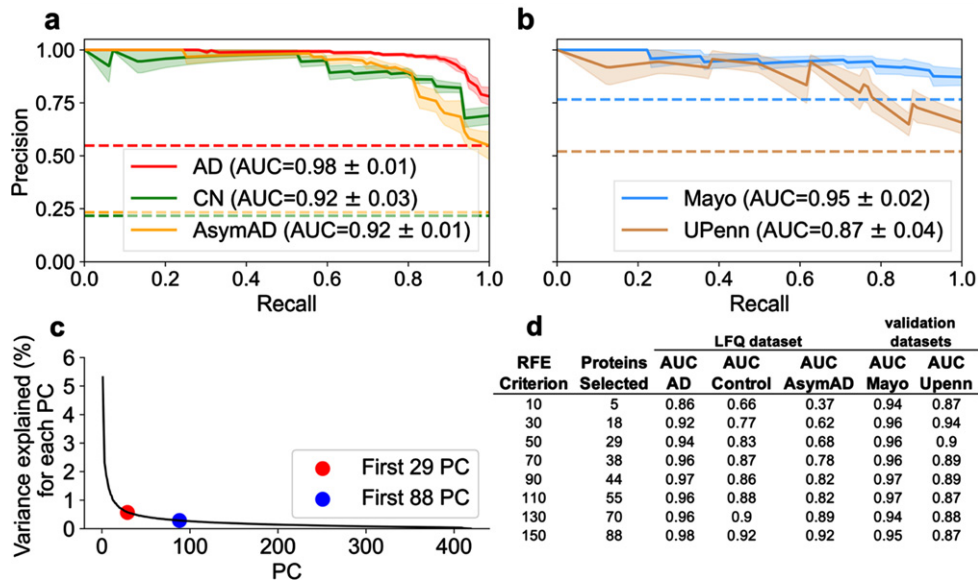 a
1.00
0.75
0.50
0.25
0.00
Precision
AD (AUC=0.98 ± 0.01)
CN (AUC=0.92 ± 0.03)
AsymAD (AUC=0.92 ± 0.01)
0.0 0.2 0.4 0.6 0.8 1.0
Recall
b
Mayo (AUC=0.95 ± 0.02)
UPenn (AUC=0.87 ± 0.04)
0.0 0.2 0.4 0.6 0.8 1.0
Recall
c
6
5
4
3
2
1
0
Variance explained (%)
for each PC
First 29 PC
First 88 PC
0 100 200 300 400
PC
d
LFQ dataset validation datasets
RFE Criterion Proteins Selected AUC AD AUC Control AUC AsymAD AUC Mayo AUC Upenn
10 5 0.86 0.66 0.37 0.94 0.87
30 18 0.92 0.77 0.62 0.96 0.94
50 29 0.94 0.83 0.68 0.96 0.9
70 38 0.96 0.87 0.78 0.96 0.89
90 44 0.97 0.86 0.82 0.97 0.89
110 55 0.96 0.88 0.82 0.97 0.87
130 70 0.96 0.9 0.89 0.94 0.88
150 88 0.98 0.92 0.92 0.95 0.87